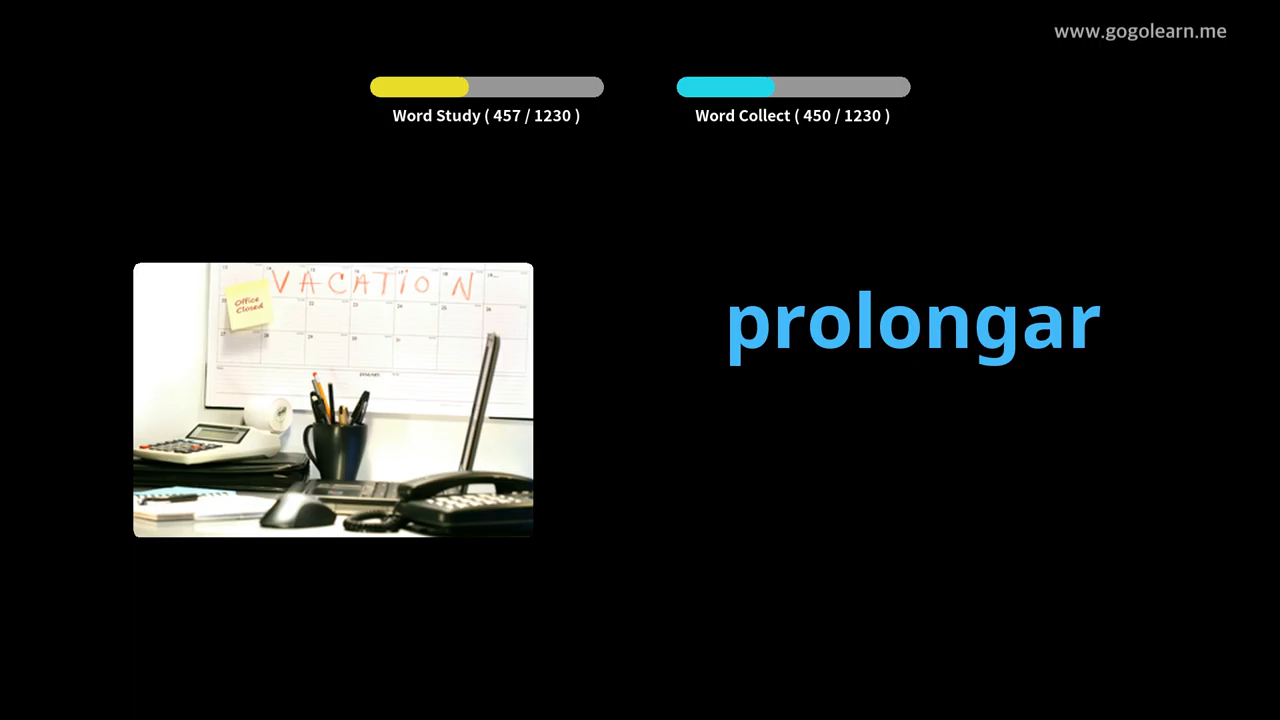 www.gogolearn.me
Word Study ( 457 / 1230 )
Word Collect ( 450 / 1230 )
VACATION
Office
Closed
prolongar